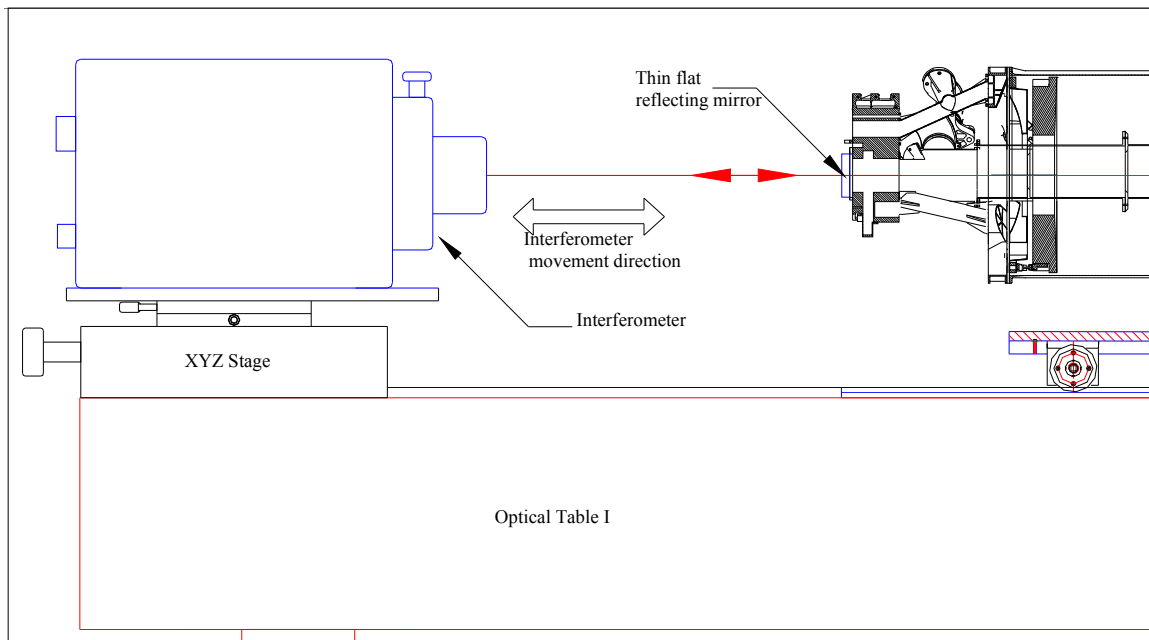 Thin flat
reflecting mirror
Interferometer
movement direction
Interferometer
XYZ Stage
Optical Table I